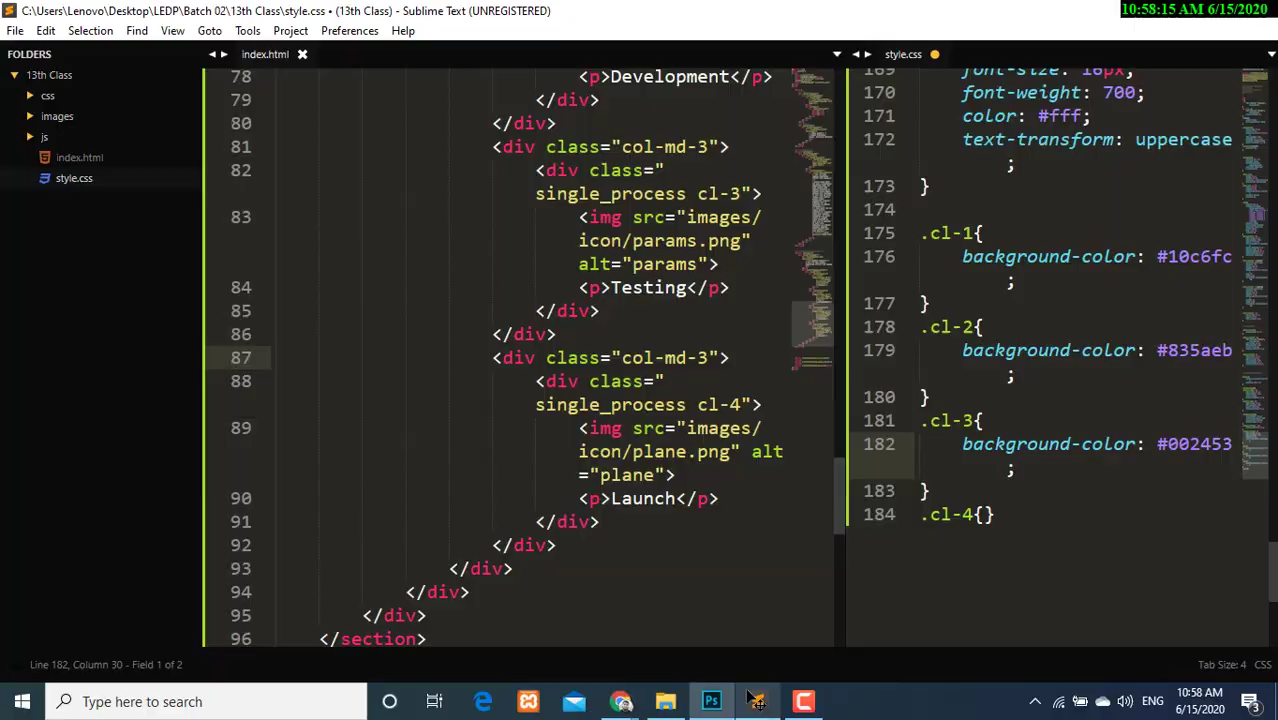 C:\Users\Lenovo\Desktop\LEDP\Batch 02\13th Class\style.css • (13th Class) - Sublime Text (UNREGISTERED)
10:58:15 AM 6/15/2020
File Edit Selection Find View Goto Tools Project Preferences Help
FOLDERS
13th Class
css
images
js
index.html
style.css
index.html
78 <p>Development</p>
79 </div>
80 </div>
81 <div class="col-md-3">
82 <div class="
single_process cl-3">
83 <img src="images/
icon/params.png"
alt="params">
84 <p>Testing</p>
85 </div>
86 </div>
87 <div class="col-md-3">
88 <div class="
single_process cl-4">
89 <img src="images/
icon/plane.png" alt
="plane">
90 <p>Launch</p>
91 </div>
92 </div>
93 </div>
94 </div>
95 </div>
96 </section>
style.css
169 font-size: 16px;
170 font-weight: 700;
171 color: #fff;
172 text-transform: uppercase
;
173 }
174
175 .cl-1{
176 background-color: #10c6fc
;
177 }
178 .cl-2{
179 background-color: #835aeb
;
180 }
181 .cl-3{
182 background-color: #002453
;
183 }
184 .cl-4{}
Line 182, Column 30 - Field 1 of 2
Tab Size: 4 CSS
Type here to search
Ps
ENG
10:58 AM
6/15/2020
3